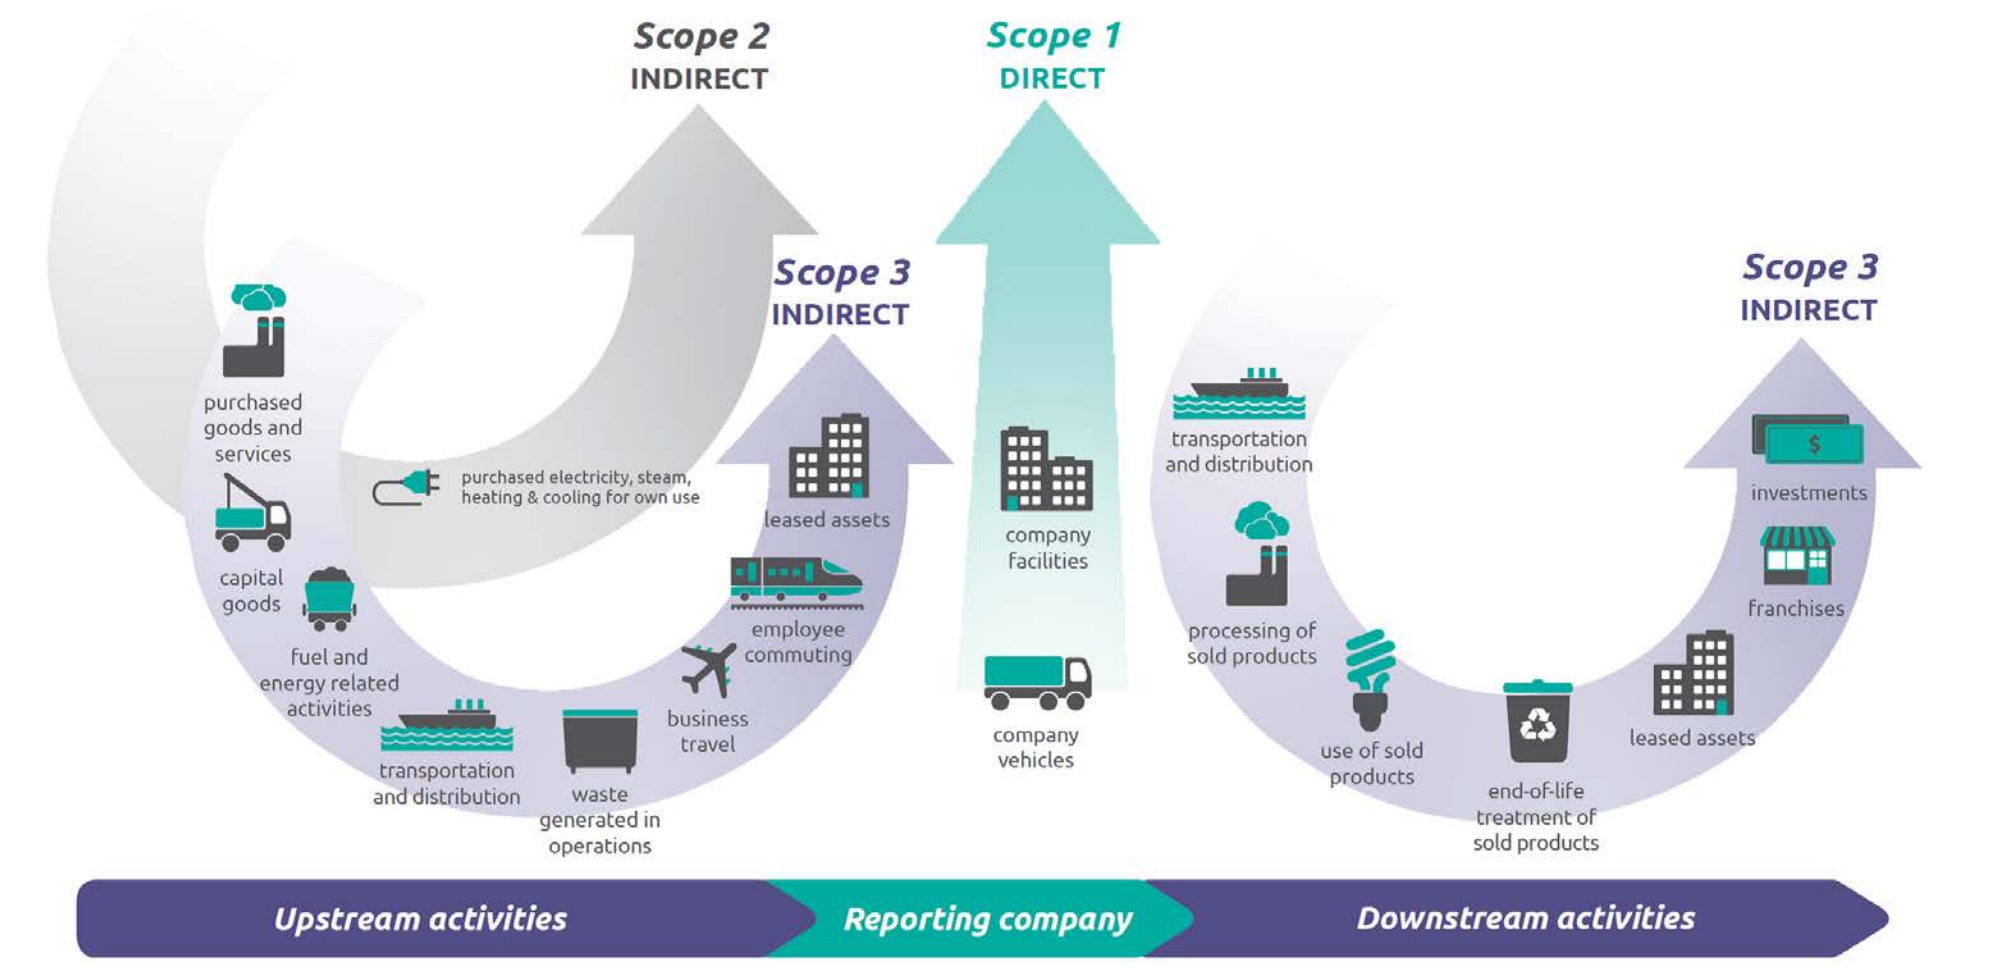 Scope 2
INDIRECT
Scope 1
DIRECT
Scope 3
INDIRECT
Scope 3
INDIRECT
purchased
goods and
services
capital
goods
fuel and
energy related
activities
transportation
and distribution
waste
generated in
operations
business
travel
employee
commuting
leased assets
purchased electricity, steam,
heating & cooling for own use
company
facilities
company
vehicles
transportation
and distribution
processing of
sold products
use of sold
products
end-of-life
treatment of
sold products
leased assets
franchises
$
investments
Upstream activities
Reporting company
Downstream activities